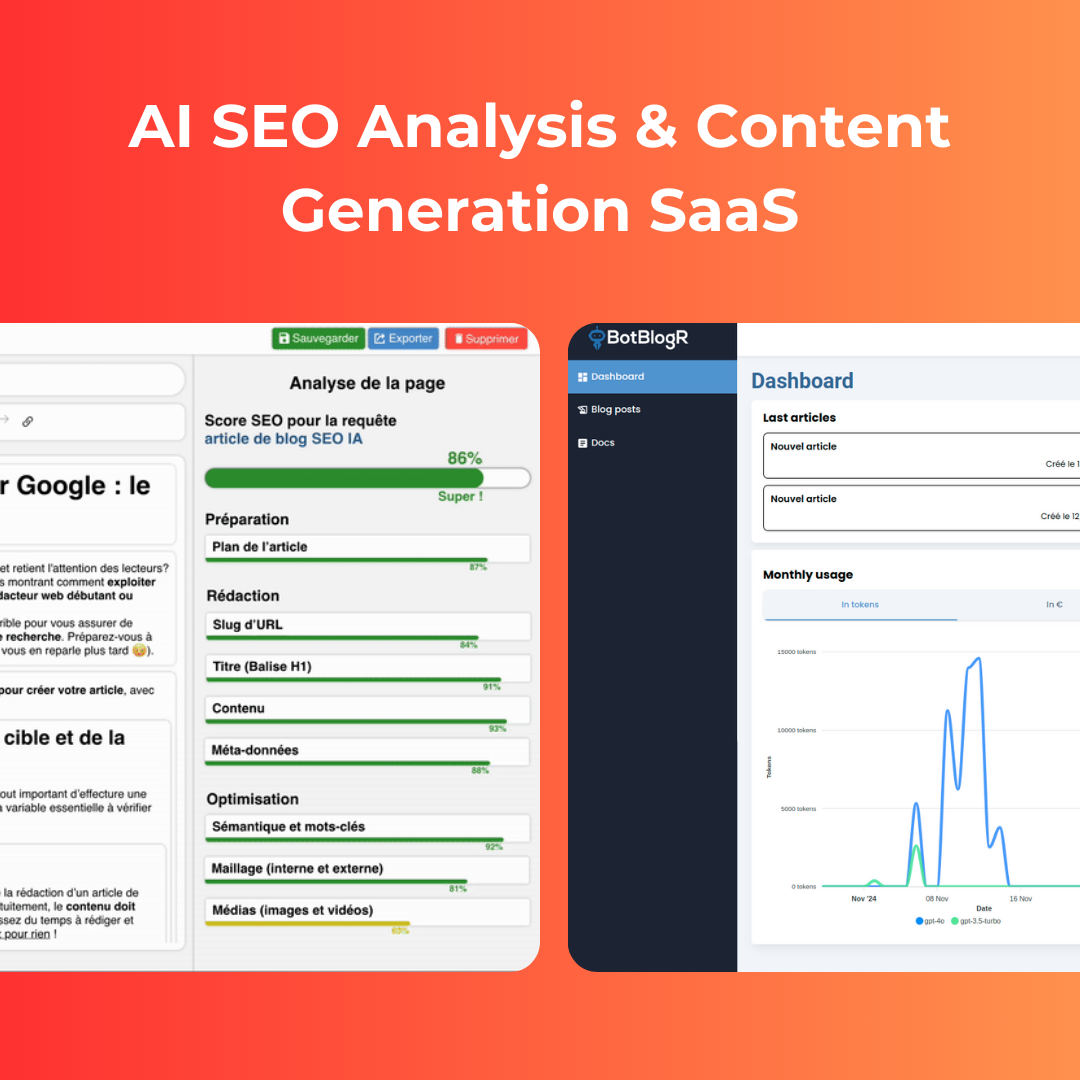 AI SEO Analysis & Content
Generation SaaS
Sauvegarder
Exporter
Supprimer
r Google : le
et retient l'attention des lecteurs?
s montrant comment exploiter
dacteur web débutant ou
rible pour vous assurer de
recherche. Préparez-vous à
vous en reparle plus tard 😉).
pour créer votre article, avec
cible et de la
out important d'effecture une
a variable essentielle à vérifier
la rédaction d'un article de
tuitement, le contenu doit
ssez du temps à rédiger et
pour rien !
Analyse de la page
Score SEO pour la requête
article de blog SEO IA
86%
Super !
Préparation
Plan de l'article
87%
Rédaction
Slug d'URL
84%
Titre (Balise H1)
91%
Contenu
93%
Méta-données
88%
Optimisation
Sémantique et mots-clés
92%
Maillage (interne et externe)
81%
Médias (images et vidéos)
BotBlogR
Dashboard
Blog posts
Docs
Dashboard
Last articles
Nouvel article
Créé le 1
Nouvel article
Créé le 12
Monthly usage
In tokens
In €
15000 tokens
10000 tokens
5000 tokens
0 tokens
Tokens
Nov '24
08 Nov
16 Nov
Date
gpt-4o
gpt-3.5-turbo